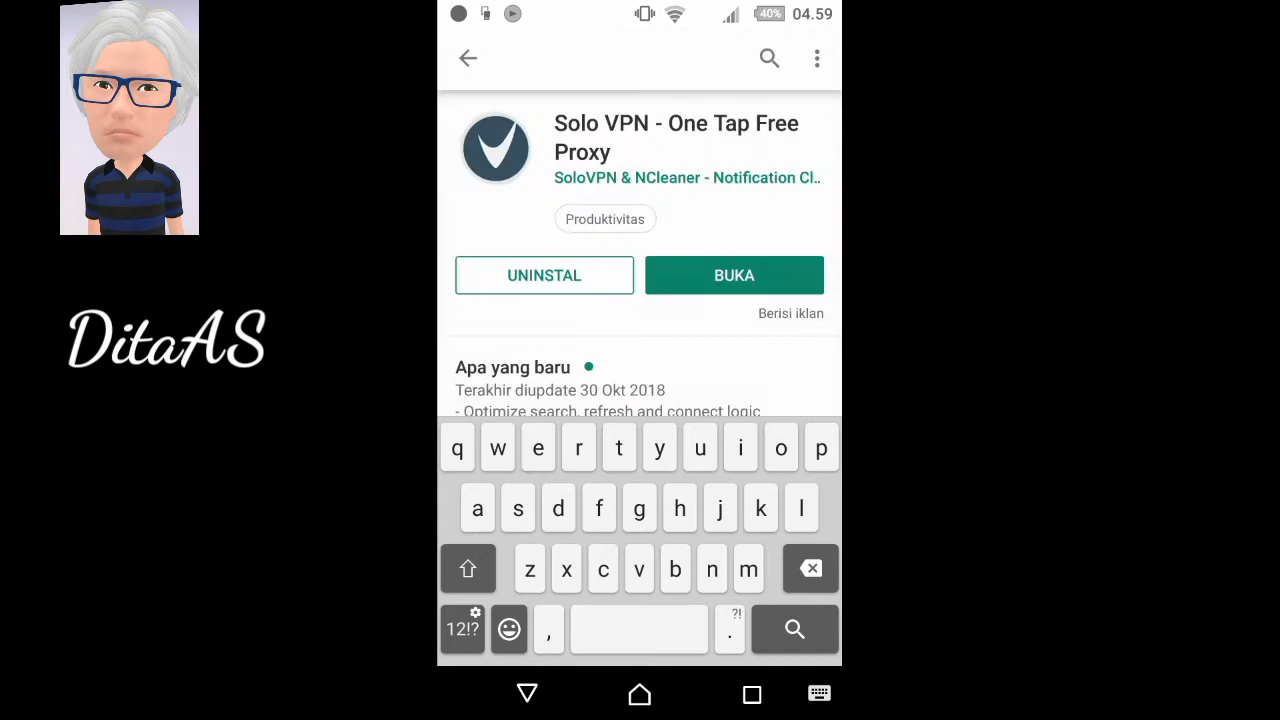 40% 04.59
Solo VPN - One Tap Free
Proxy
SoloVPN & NCleaner - Notification Cl..
Produktivitas
UNINSTAL
BUKA
Berisi iklan
DitaAS
Apa yang baru
Terakhir diupdate 30 Okt 2018
- Optimize search, refresh and connect logic
q w e r t y u i o p
a s d f g h j k l
z x c v b n m
12!? , ?! .